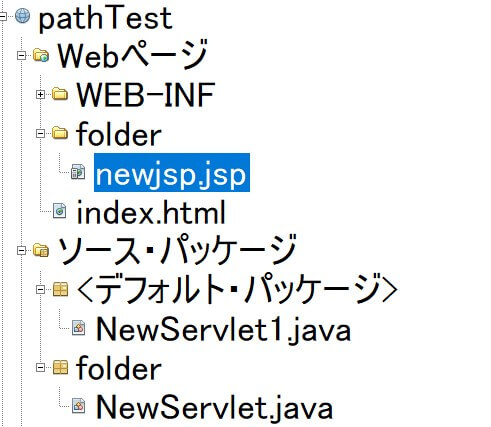 pathTest
Webページ
WEB-INF
folder
newjsp.jsp
index.html
ソース・パッケージ
<デフォルト・パッケージ>
NewServlet1.java
folder
NewServlet.java